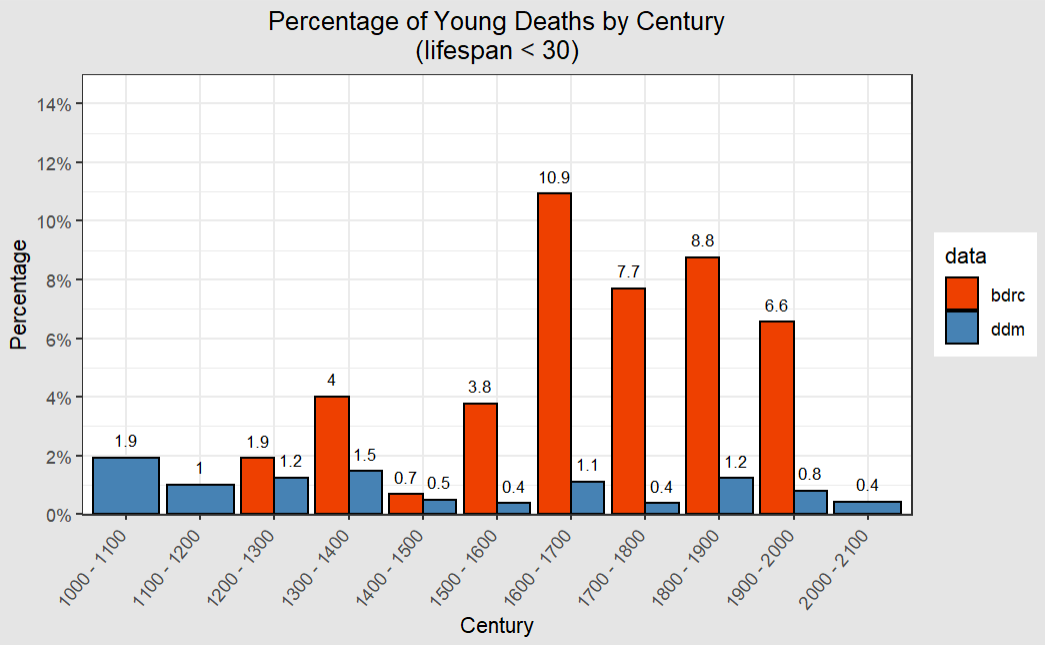 Percentage of Young Deaths by Century
(lifespan < 30)
Percentage
14%
12%
10%
8%
6%
4%
2%
0%
1.9
1
1.9
1.2
4
1.5
0.7
0.5
3.8
0.4
10.9
1.1
7.7
0.4
8.8
1.2
6.6
0.8
0.4
1000 - 1100
1100 - 1200
1200 - 1300
1300 - 1400
1400 - 1500
1500 - 1600
1600 - 1700
1700 - 1800
1800 - 1900
1900 - 2000
2000 - 2100
Century
data
bdrc
ddm